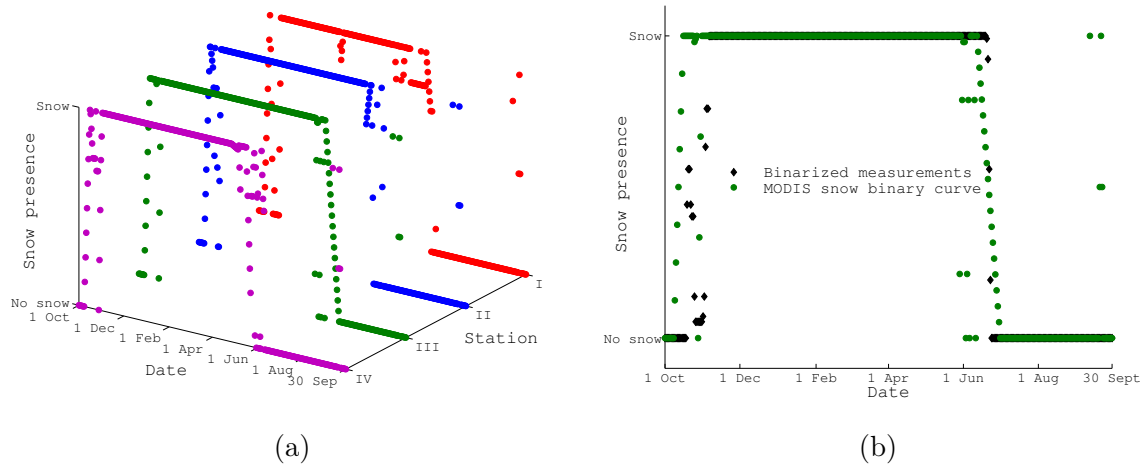 Snow
Snow presence
No snow
1 Oct
1 Dec
1 Feb
1 Apr
1 Jun
1 Aug
30 Sep
Date
I
II
III
IV
Station
(a)
Snow
Snow presence
No snow
Binarized measurements
MODIS snow binary curve
1 Oct
1 Dec
1 Feb
1 Apr
1 Jun
1 Aug
30 Sept
Date
(b)